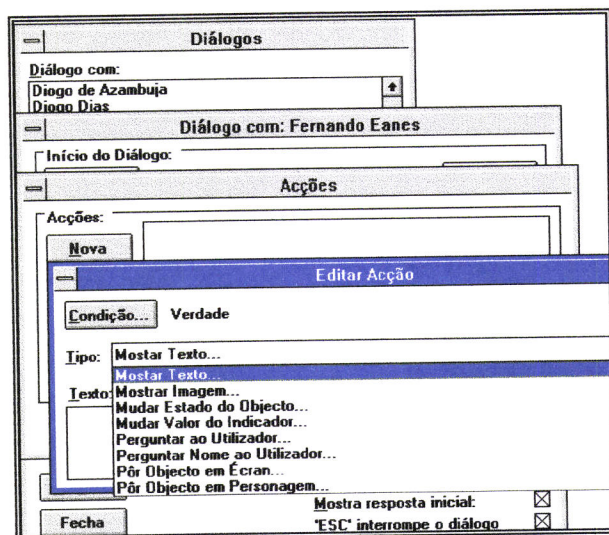 Diálogos
Diálogo com:
Diogo de Azambuja
Diogo Dias
Diálogo com: Fernando Eanes
Início do Diálogo:
Acções
Acções:
Nova
Editar Acção
Condição... Verdade
Tipo: Mostar Texto...
Mostar Texto...
Texto: Mostrar Imagem...
Mudar Estado do Objecto...
Mudar Valor do Indicador...
Perguntar ao Utilizador...
Perguntar Nome ao Utilizador...
Pôr Objecto em Écran...
Pôr Objecto em Personagem...
Mostra resposta inicial:
Fecha "ESC" interrompe o diálogo